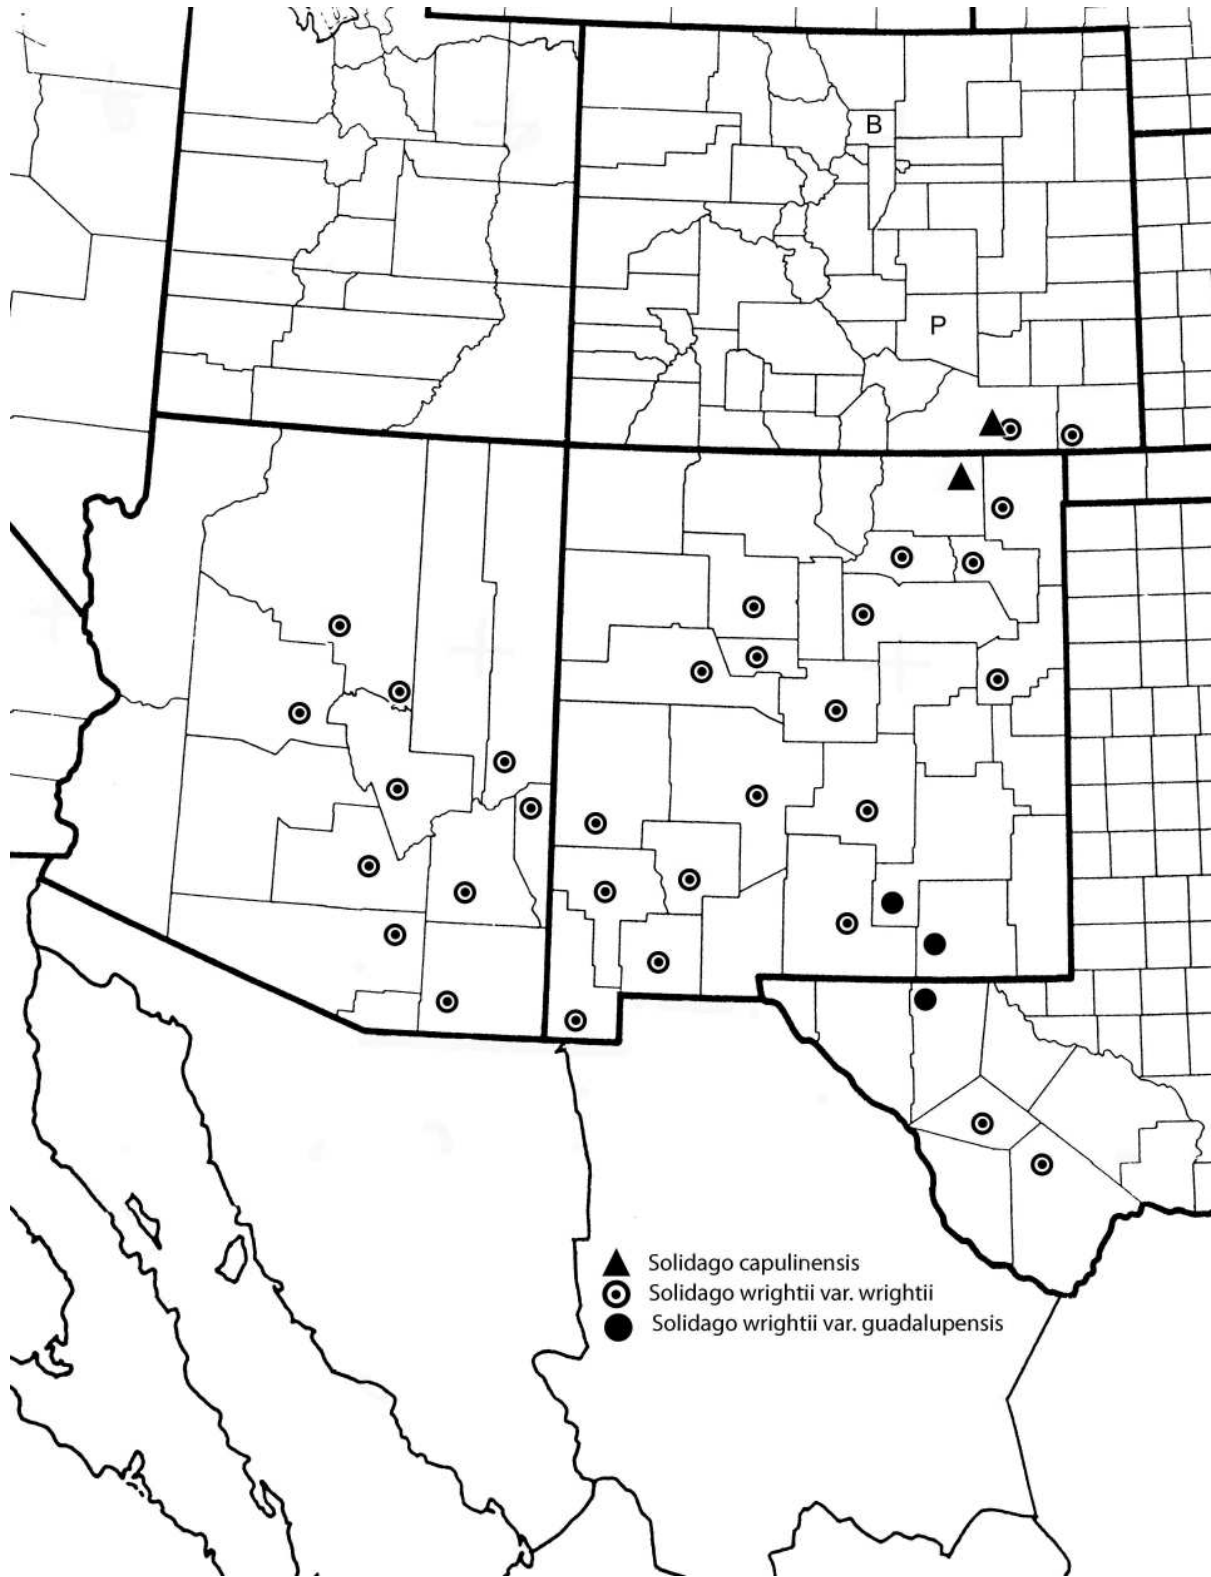 B
P
Solidago capulinensis
Solidago wrightii var. wrightii
Solidago wrightii var. guadalupensis